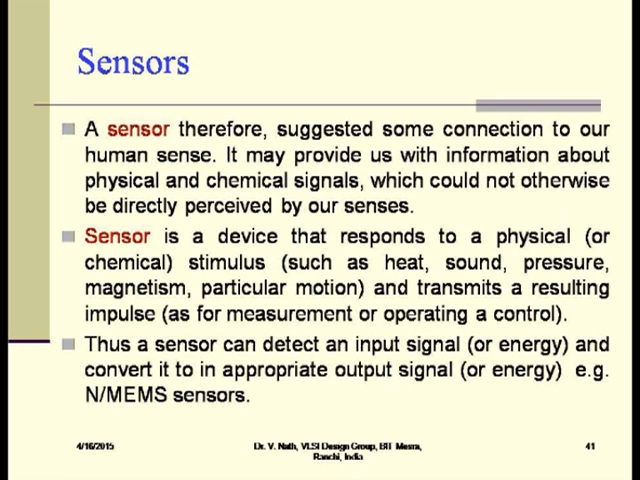 Sensors
A sensor therefore, suggested some connection to our
human sense. It may provide us with information about
physical and chemical signals, which could not otherwise
be directly perceived by our senses.
Sensor is a device that responds to a physical (or
chemical) stimulus (such as heat, sound, pressure,
magnetism, particular motion) and transmits a resulting
impulse (as for measurement or operating a control).
Thus a sensor can detect an input signal (or energy) and
convert it to in appropriate output signal (or energy) e.g.
N/MEMS sensors.
4/16/2015
Dr. V. Nath, VLSI Design Group, BIT Mesra,
Ranchi, India
41